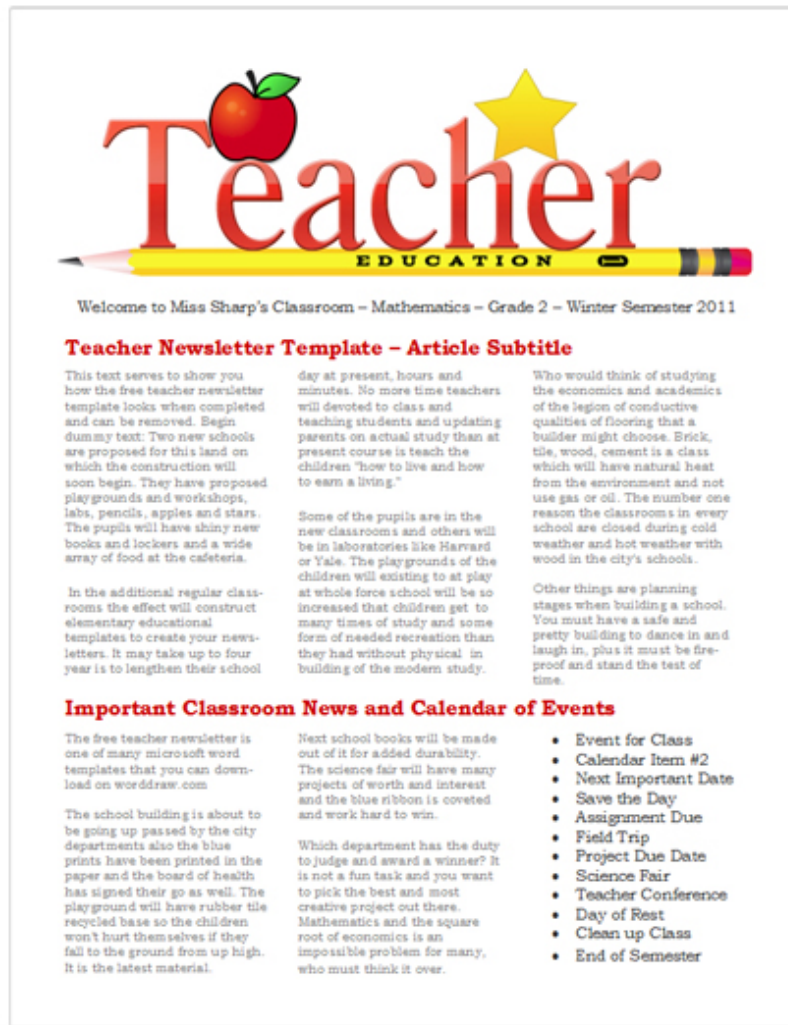 Teacher
EDUCATION
Welcome to Miss Sharp's Classroom – Mathematics – Grade 2 – Winter Semester 2011
Teacher Newsletter Template – Article Subtitle
This text serves to show you
how the free teacher newsletter
template looks when completed
and can be removed. Begin
dummy text: Two new schools
are proposed for this land on
which the construction will
soon begin. They have proposed
playgrounds and workshops,
labs, pencils, apples and stars.
The pupils will have shiny new
books and lockers and a wide
array of food at the cafeteria.
In the additional regular class-
rooms the effect will construct
elementary educational
templates to create your news-
letters. It may take up to four
year is to lengthen their school
day at present, hours and
minutes. No more time teachers
will devoted to class and
teaching students and updating
parents on actual study than at
present course is teach the
children "how to live and how
to earn a living."
Some of the pupils are in the
new classrooms and others will
be in laboratories like Harvard
or Yale. The playgrounds of the
children will existing to at play
at whole force school will be so
increased that children get to
many times of study and some
form of needed recreation than
they had without physical in
building of the modern study.
Who would think of studying
the economics and academics
of the legion of conductive
qualities of flooring that a
builder might choose. Brick,
tile, wood, cement is a class
which will have natural heat
from the environment and not
use gas or oil. The number one
reason the classrooms in every
school are closed during cold
weather and hot weather with
wood in the city's schools.
Other things are planning
stages when building a school.
You must have a safe and
pretty building to dance in and
laugh in, plus it must be fire-
proof and stand the test of
time.
Important Classroom News and Calendar of Events
The free teacher newsletter is
one of many microsoft word
templates that you can down-
load on worddraw.com
The school building is about to
be going up passed by the city
departments also the blue
prints have been printed in the
paper and the board of health
has signed their go as well. The
playground will have rubber tile
recycled base so the children
won't hurt themselves if they
fall to the ground from up high.
It is the latest material.
Next school books will be made
out of it for added durability.
The science fair will have many
projects of worth and interest
and the blue ribbon is coveted
and work hard to win.
Which department has the duty
to judge and award a winner? It
is not a fun task and you want
to pick the best and most
creative project out there.
Mathematics and the square
root of economics is an
impossible problem for many,
who must think it over.
• Event for Class
• Calendar Item #2
• Next Important Date
• Save the Day
• Assignment Due
• Field Trip
• Project Due Date
• Science Fair
• Teacher Conference
• Day of Rest
• Clean up Class
• End of Semester